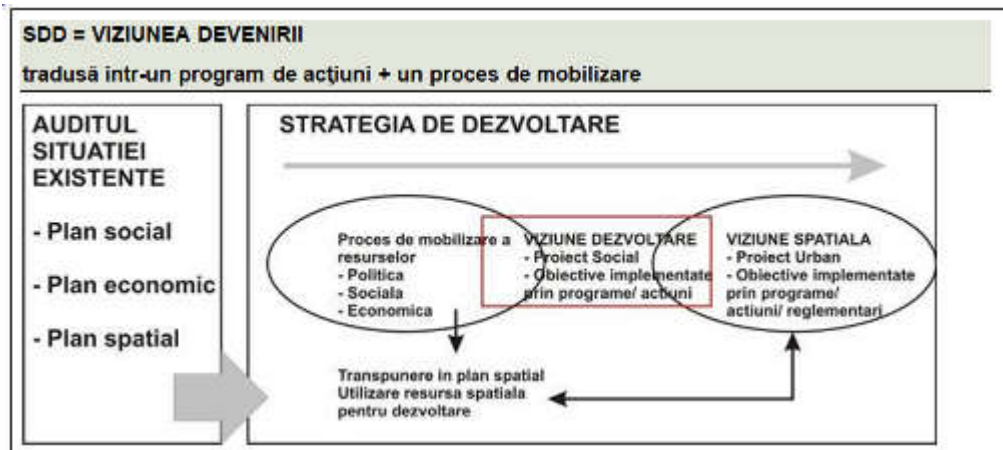 SDD = VIZIUNEA DEVENIRII
tradusă intr-un program de acţiuni + un proces de mobilizare
AUDITUL
SITUATIEI
EXISTENTE
- Plan social
- Plan economic
- Plan spatial
STRATEGIA DE DEZVOLTARE
Proces de mobilizare a
resurselor
- Politica
- Sociala
- Economica
VIZIUNE DEZVOLTARE
- Proiect Social
- Obiective implementate
prin programe/ actiuni
VIZIUNE SPATIALA
- Proiect Urban
- Obiective implementate
prin programe/
actiuni/ reglementari
Transpunere in plan spatial
Utilizare resursa spatiala
pentru dezvoltare